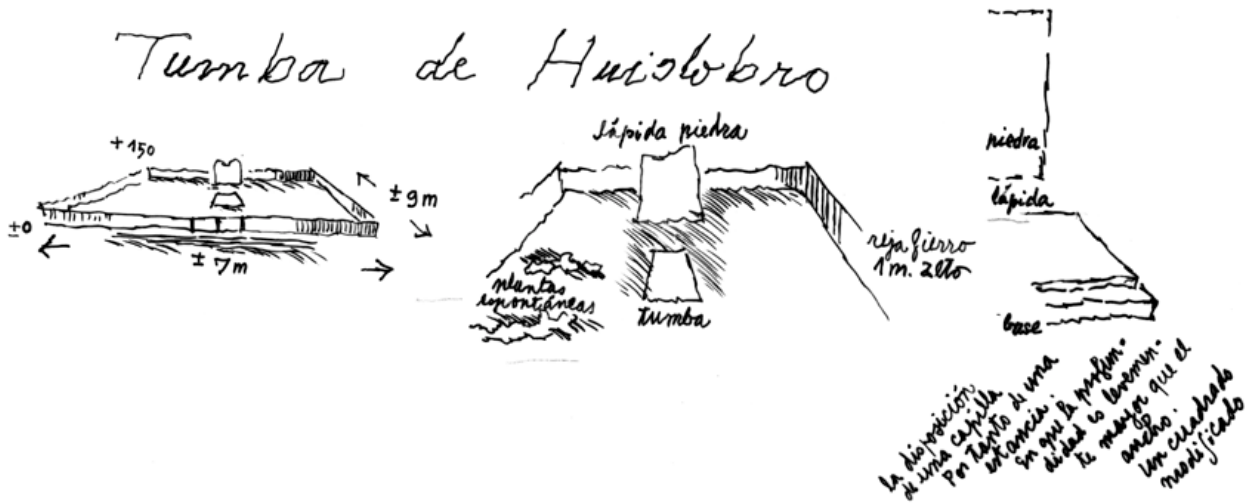 Tumba de Huidobro
+150
±9m
±0
±7m
lápida piedra
reja fierro
1 m. alto
plantas
espontáneas
tumba
piedra
lápida
base
la disposición
de una capilla
Por tanto de una
estancia.
En que la profun-
didad es levemen-
te mayor que el
ancho.
Un cuadrado
modificado